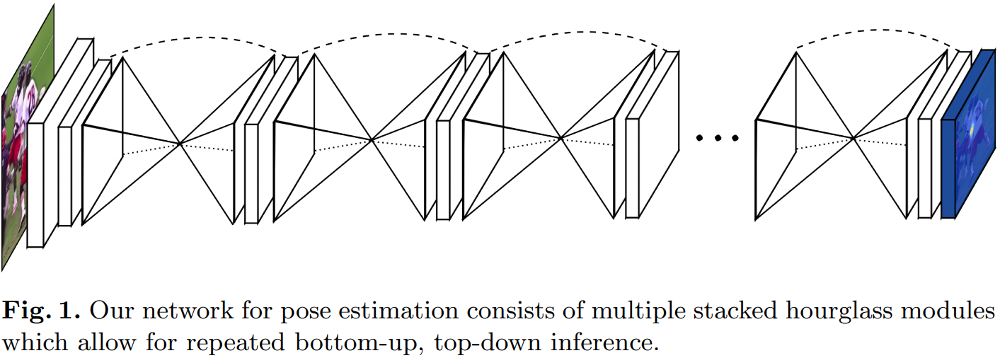 Fig. 1. Our network for pose estimation consists of multiple stacked hourglass modules
which allow for repeated bottom-up, top-down inference.